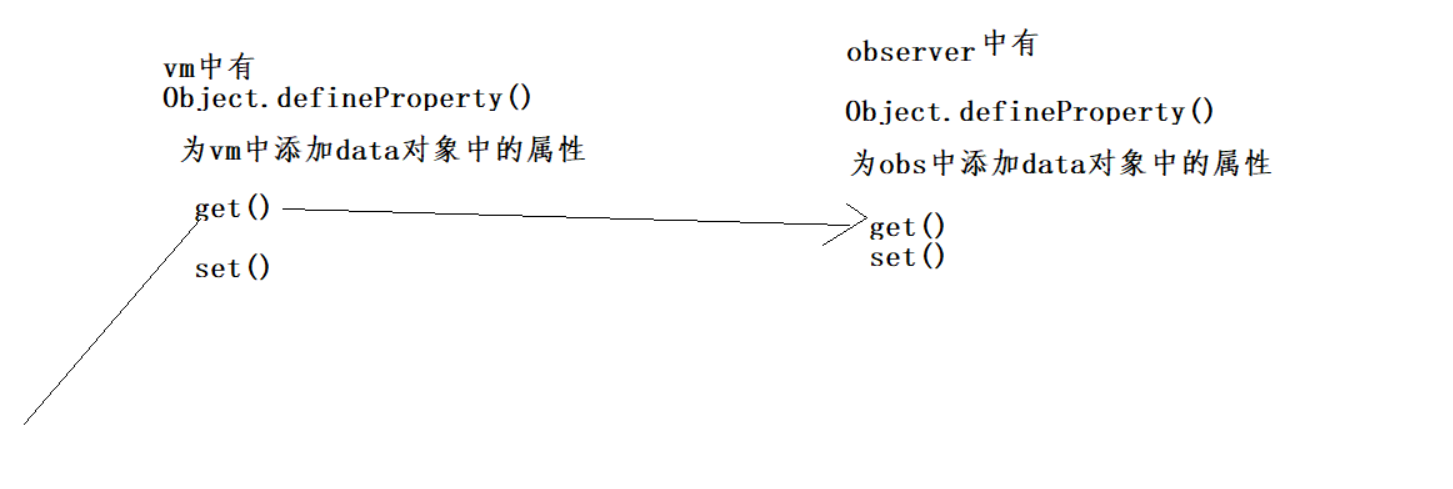 vm中有
Object.defineProperty()
为vm中添加data对象中的属性
get()
set()
observer中有
Object.defineProperty()
为obs中添加data对象中的属性
get()
set()